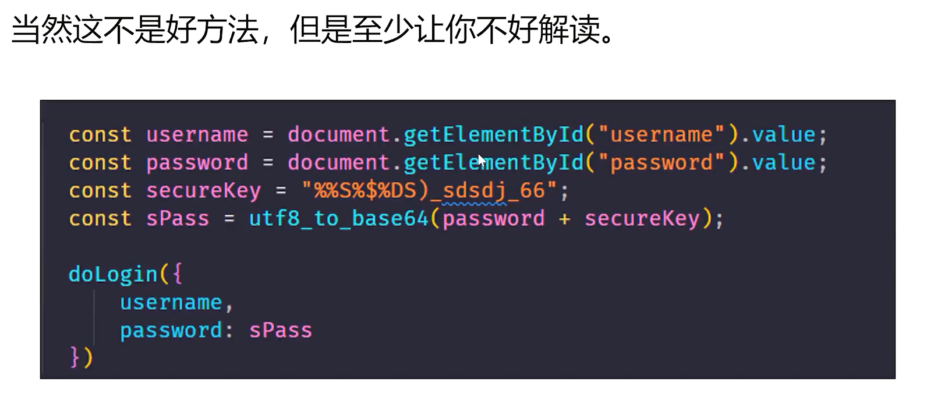 当然这不是好方法，但是至少让你不好解读。
const username = document.getElementById("username").value;
const password = document.getElementById("password").value;
const secureKey = "%%S%$%DS)_sdsdj_66";
const sPass = utf8_to_base64(password + secureKey);
doLogin({
username,
password: sPass
})